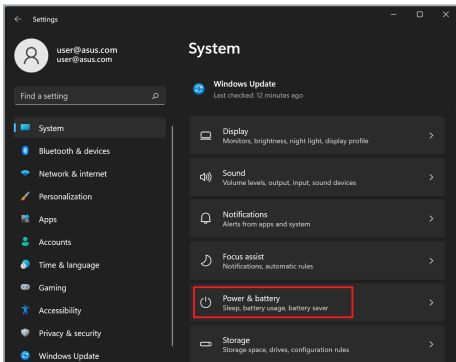 Settings
user@asus.com
user@asus.com
Find a setting
System
Bluetooth & devices
Network & internet
Personalization
Apps
Accounts
Time & language
Gaming
Accessibility
Privacy & security
Windows Update
System
Windows Update
Last checked: 12 minutes ago
Display
Monitors, brightness, night light, display profile
Sound
Volume levels, output, input, sound devices
Notifications
Alerts from apps and system
Focus assist
Notifications, automatic rules
Power & battery
Sleep, battery usage, battery saver
Storage
Storage space, drives, configuration rules